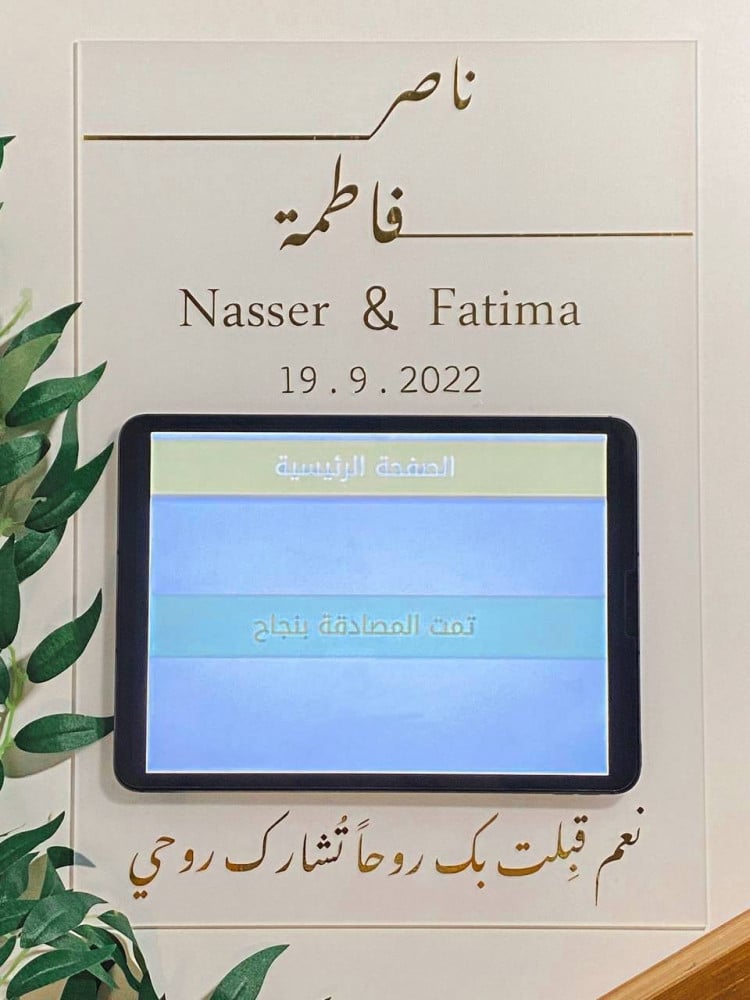 ناصر
فاطمة
Nasser & Fatima
19.9.2022
الصفحة الرئيسية
تمت المصادقة بنجاح
نعم قبِلت بك روحاً تُشارك روحي